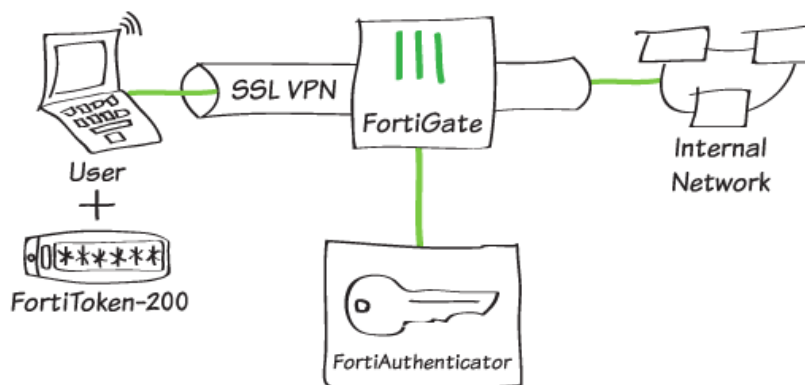 SSL VPN
FortiGate
User
+
******
FortiToken-200
Internal
Network
FortiAuthenticator